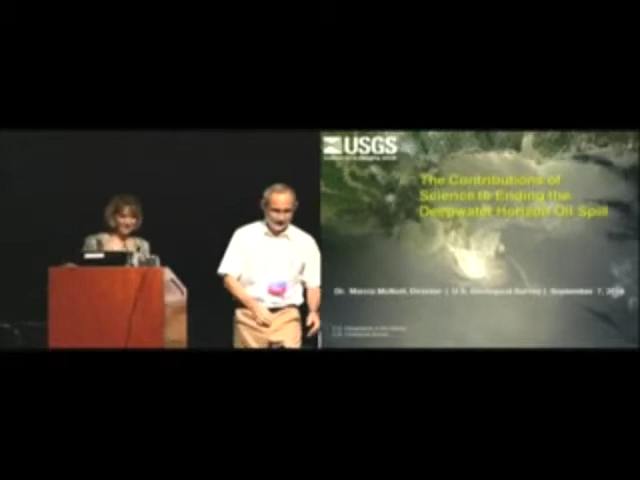 USGS
The Contributions of
Science to Ending the
Deepwater Horizon Oil Spill
Dr. Marcia McNutt, Director | U.S. Geological Survey | September 7,